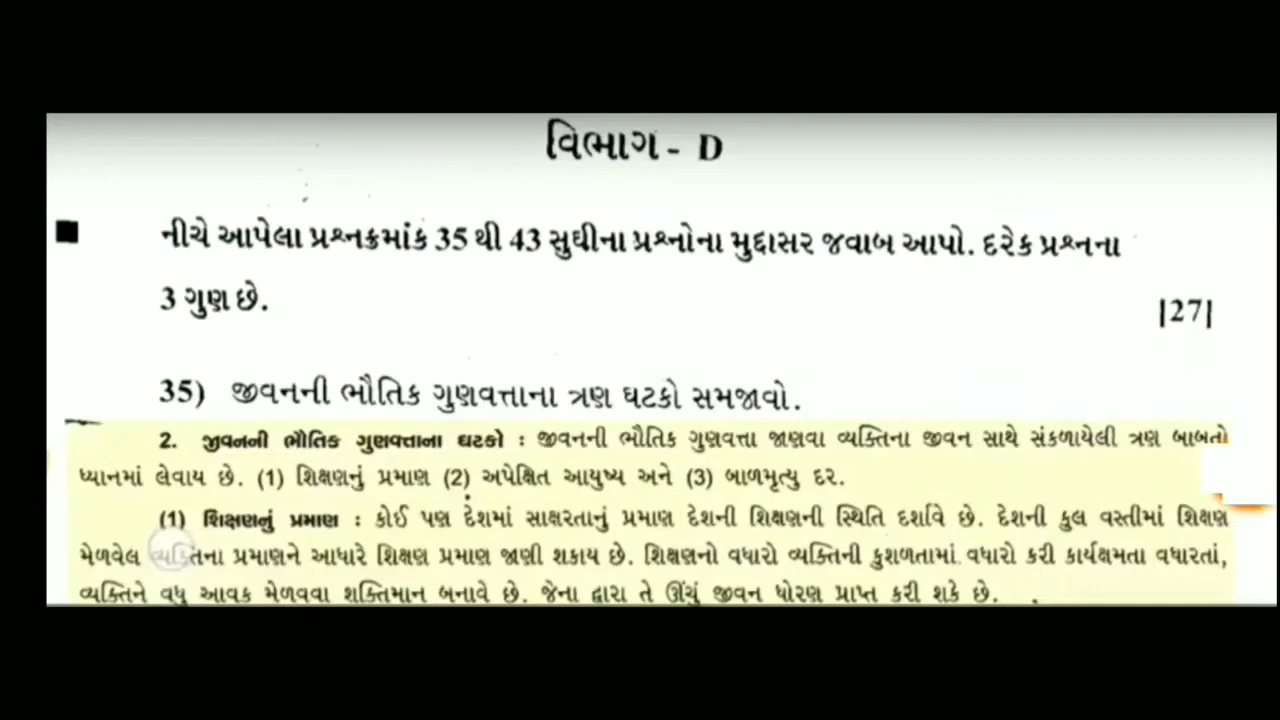 વિભાગ - D
■ નીચે આપેલા પ્રશ્નક્રમાંક 35 થી 43 સુધીના પ્રશ્નોના મુદ્દાસર જવાબ આપો. દરેક પ્રશ્નના
3 ગુણ છે. |27|
35) જીવનની ભૌતિક ગુણવત્તાના ત્રણ ઘટકો સમજાવો.
2. જીવનની ભૌતિક ગુણવત્તાના ઘટકો : જીવનની ભૌતિક ગુણવત્તા જાણવા વ્યક્તિના જીવન સાથે સંકળાયેલી ત્રણ બાબતો
ધ્યાનમાં લેવાય છે. (1) શિક્ષણનું પ્રમાણ (2) અપેક્ષિત આયુષ્ય અને (3) બાળમૃત્યુ દર.
(1) શિક્ષણનું પ્રમાણ : કોઈ પણ દેશમાં સાક્ષરતાનું પ્રમાણ દેશની શિક્ષણની સ્થિતિ દર્શાવે છે. દેશની કુલ વસ્તીમાં શિક્ષણ
મેળવેલ વ્યક્તિના પ્રમાણને આધારે શિક્ષણ પ્રમાણ જાણી શકાય છે. શિક્ષણનો વધારો વ્યક્તિની કુશળતામાં વધારો કરી કાર્યક્ષમતા વધારતાં,
વ્યક્તિને વધુ આવક મેળવવા શક્તિમાન બનાવે છે. જેના દ્વારા તે ઊંચું જીવન ધોરણ પ્રાપ્ત કરી શકે છે.